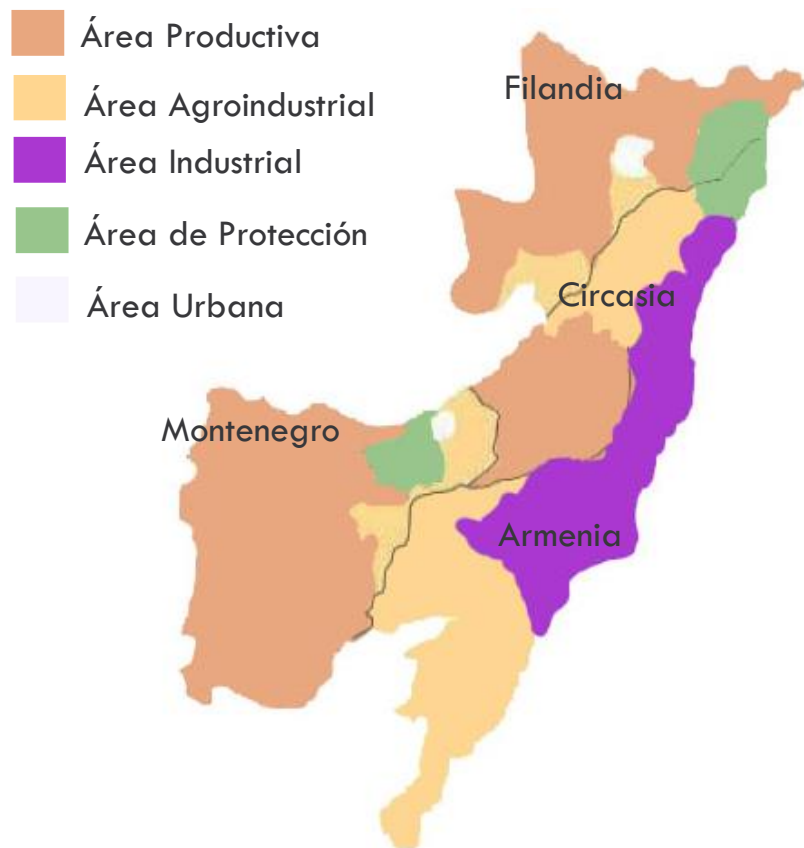 Área Productiva
Área Agroindustrial
Área Industrial
Área de Protección
Área Urbana
Filandia
Circasia
Montenegro
Armenia